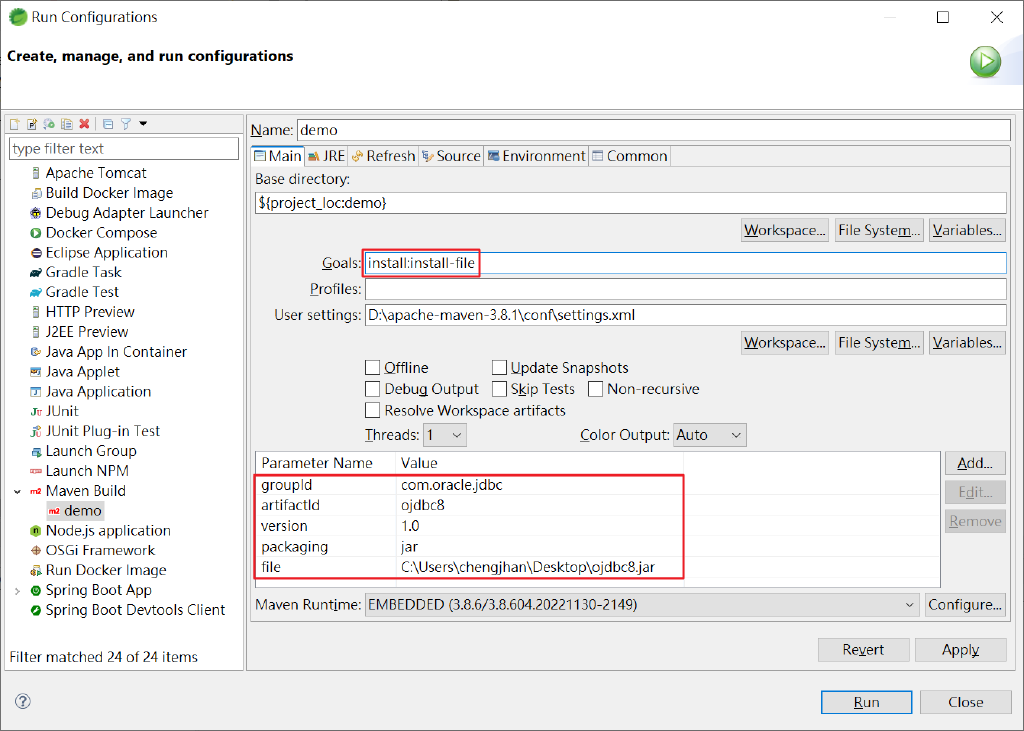 Run Configurations
Create, manage, and run configurations
type filter text
Apache Tomcat
Build Docker Image
Debug Adapter Launcher
Docker Compose
Eclipse Application
Gradle Task
Gradle Test
HTTP Preview
J2EE Preview
Java App In Container
Java Applet
Java Application
JUnit
JUnit Plug-in Test
Launch Group
Launch NPM
Maven Build
demo
Node.js application
OSGi Framework
Run Docker Image
Spring Boot App
Spring Boot Devtools Client
Filter matched 24 of 24 items
Name: demo
Main JRE Refresh Source Environment Common
Base directory:
${project_loc:demo}
Workspace... File System... Variables...
Goals: install:install-file
Profiles:
User settings: D:\apache-maven-3.8.1\conf\settings.xml
Workspace... File System... Variables...
Offline Update Snapshots
Debug Output Skip Tests Non-recursive
Resolve Workspace artifacts
Threads: 1 Color Output: Auto
Parameter Name Value Add...
groupId com.oracle.jdbc
artifactId ojdbc8 Edit...
version 1.0 Remove
packaging jar
file C:\Users\chengjhan\Desktop\ojdbc8.jar
Maven Runtime: EMBEDDED (3.8.6/3.8.604.20221130-2149) Configure...
Revert Apply
Run Close